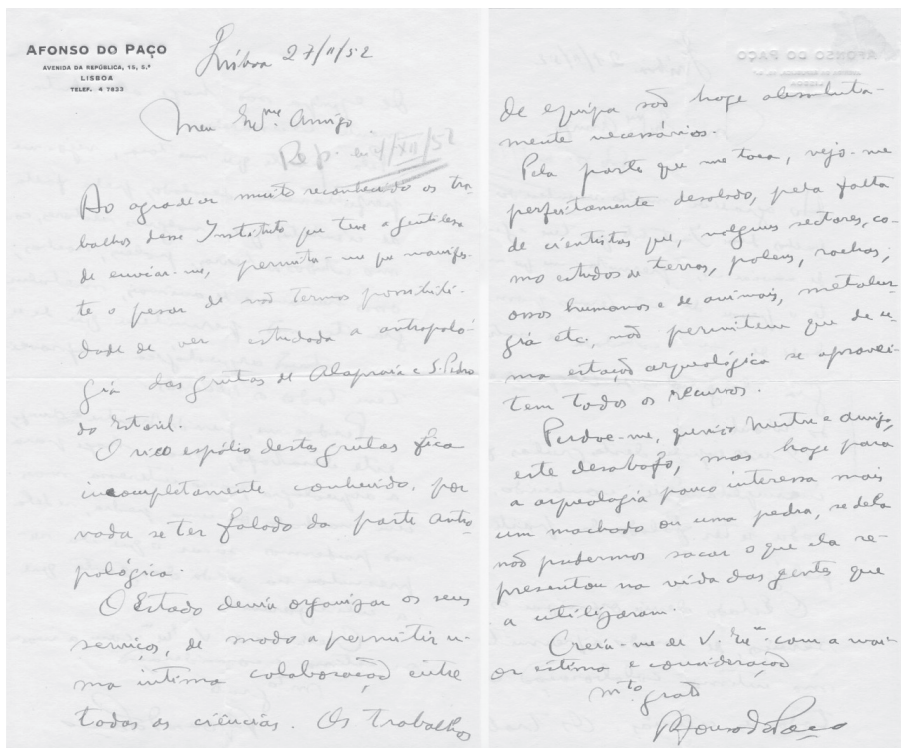 AFONSO DO PAÇO
AVENIDA DA REPÚBLICA, 15, 5.º
LISBOA
TELEF. 4 7833
Lisboa 27/11/52
Meu Exmo. Amigo
Rep. em 4/XII/52
Ao agradecer muito reconhecido os tra-
balhos desse Instituto que teve a gentileza
de enviar-me, permita-me que manifes-
te o pesar de não termos possibili-
dade de ver estudada a antropoló-
gia das grutas de Alapraia e S. Pedro
do Estoril.
O rico espólio destas grutas fica
incompletamente conhecido, por
nada se ter falado da parte antro-
pológica.
O Estado devia organizar os seus
serviços, de modo a permitir u-
ma intima colaboração entre
todas as ciências. Os trabalhos
de equipa são hoje absoluta-
mente necessários.
Pela parte que me toca, vejo-me
perfeitamente desolado, pela falta
de cientistas que, nalguns sectores, co-
mo estudos de terras, polens, rochas,
ossos humanos e de animais, metalur-
gia etc, não permitem que de u-
ma estação arqueológica se aprovei-
tem todos os recursos.
Perdoe-me, querido Mestre e amigo,
este desabafo, mas hoje para
a arqueologia pouco interessa mais
um machado ou uma pedra, se dela
não pudermos sacar o que ela re-
presentou na vida das gentes que
a utilizaram.
Creia-me de V. Exa. com a mai-
or estima e consideração
mto grato
Afonso do Paço